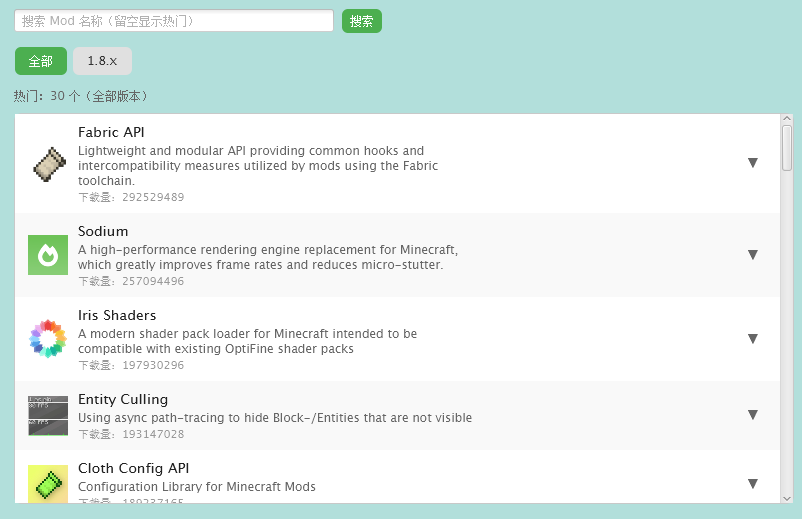 搜索 Mod 名称（留空显示热门）
搜索
全部
1.8.x
热门：30 个（全部版本）
Fabric API
Lightweight and modular API providing common hooks and
intercompatibility measures utilized by mods using the Fabric
toolchain.
下载量：292529489
Sodium
A high-performance rendering engine replacement for Minecraft,
which greatly improves frame rates and reduces micro-stutter.
下载量：257094496
Iris Shaders
A modern shader pack loader for Minecraft intended to be
compatible with existing OptiFine shader packs
下载量：197930296
Entity Culling
Using async path-tracing to hide Block-/Entities that are not visible
下载量：193147028
Cloth Config API
Configuration Library for Minecraft Mods
下载量：189237165